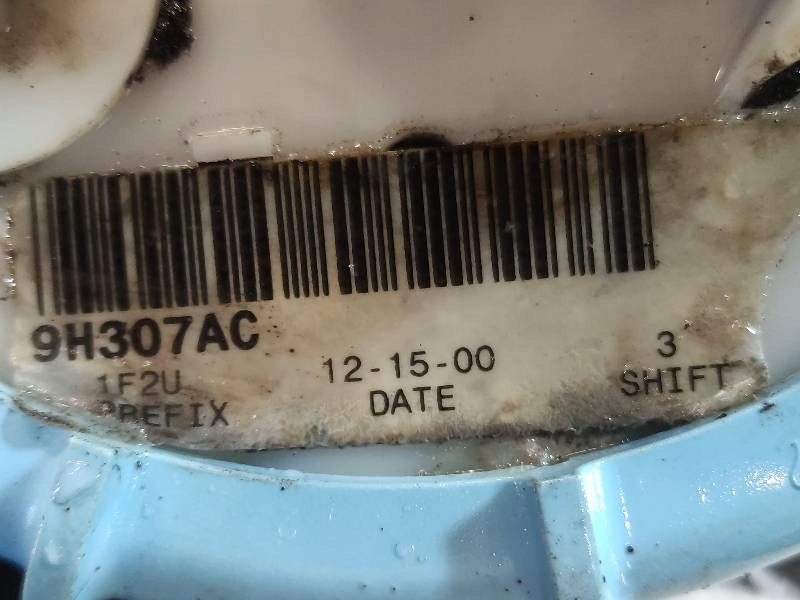 9H307AC
1F2U 12-15-00 3
PREFIX DATE SHIFT